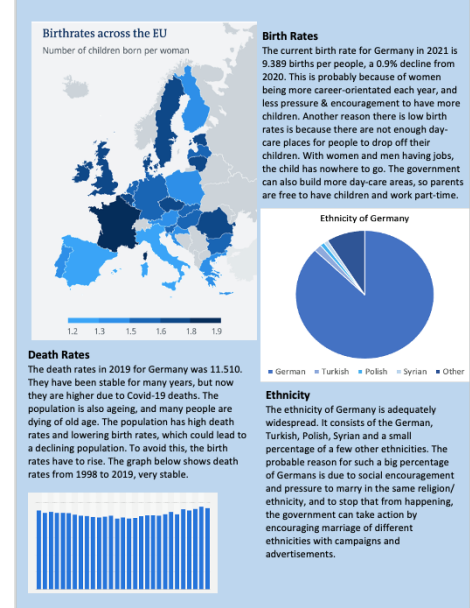 Birthrates across the EU
Number of children born per woman
1.2 1.3 1.5 1.6 1.8 1.9
Death Rates
The death rates in 2019 for Germany was 11.510.
They have been stable for many years, but now
they are higher due to Covid-19 deaths. The
population is also ageing, and many people are
dying of old age. The population has high death
rates and lowering birth rates, which could lead to
a declining population. To avoid this, the birth
rates have to rise. The graph below shows death
rates from 1998 to 2019, very stable.
Birth Rates
The current birth rate for Germany in 2021 is
9.389 births per people, a 0.9% decline from
2020. This is probably because of women
being more career-orientated each year, and
less pressure & encouragement to have more
children. Another reason there is low birth
rates is because there are not enough day-
care places for people to drop off their
children. With women and men having jobs,
the child has nowhere to go. The government
can also build more day-care areas, so parents
are free to have children and work part-time.
Ethnicity of Germany
German Turkish Polish Syrian Other
Ethnicity
The ethnicity of Germany is adequately
widespread. It consists of the German,
Turkish, Polish, Syrian and a small
percentage of a few other ethnicities. The
probable reason for such a big percentage
of Germans is due to social encouragement
and pressure to marry in the same religion/
ethnicity, and to stop that from happening,
the government can take action by
encouraging marriage of different
ethnicities with campaigns and
advertisements.